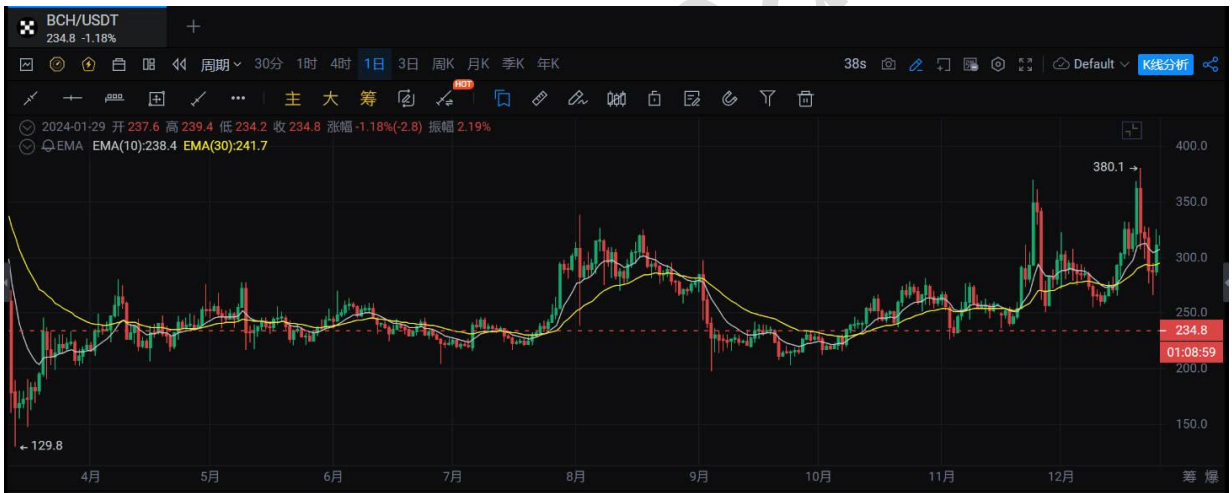 BCH/USDT
234.8 -1.18%
周期 30分 1时 4时 1日 3日 周K 月K 季K 年K 38s Default K线分析
HOT
主 大 筹
2024-01-29 开 237.6 高 239.4 低 234.2 收 234.8 涨幅 -1.18%(-2.8) 振幅 2.19%
EMA EMA(10):238.4 EMA(30):241.7
400.0
380.1
350.0
300.0
250.0
234.8
01:08:59
200.0
150.0
129.8
4月 5月 6月 7月 8月 9月 10月 11月 12月 筹 爆